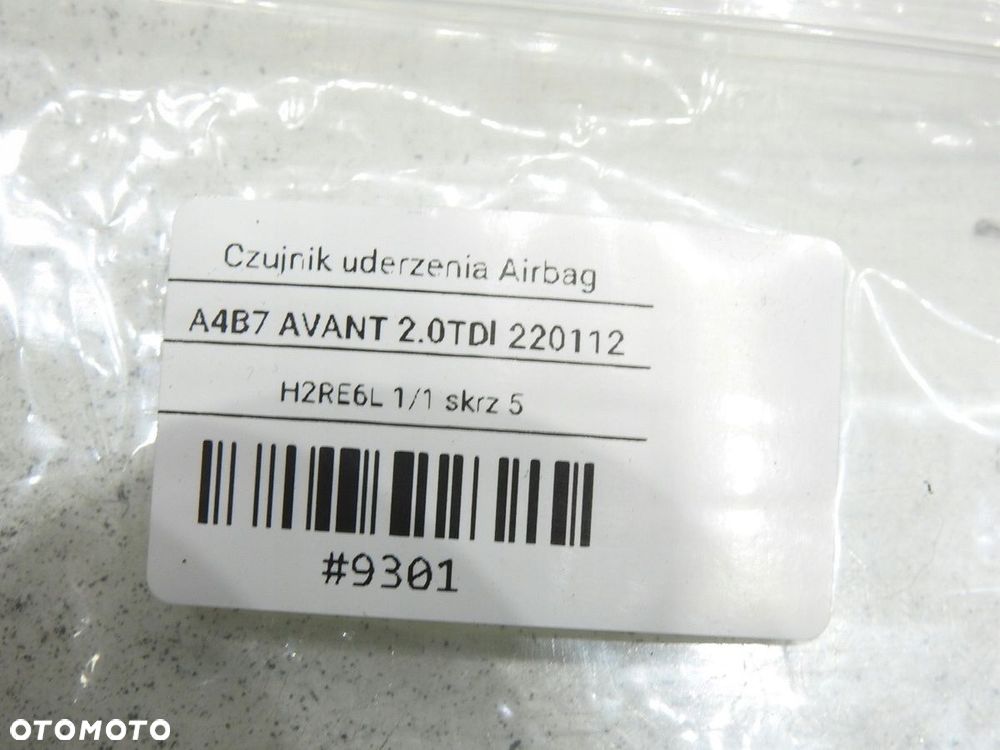 Czujnik uderzenia Airbag
A4B7 AVANT 2.0TDI 220112
H2RE6L 1/1 skrz 5
#9301
OTOMOTO